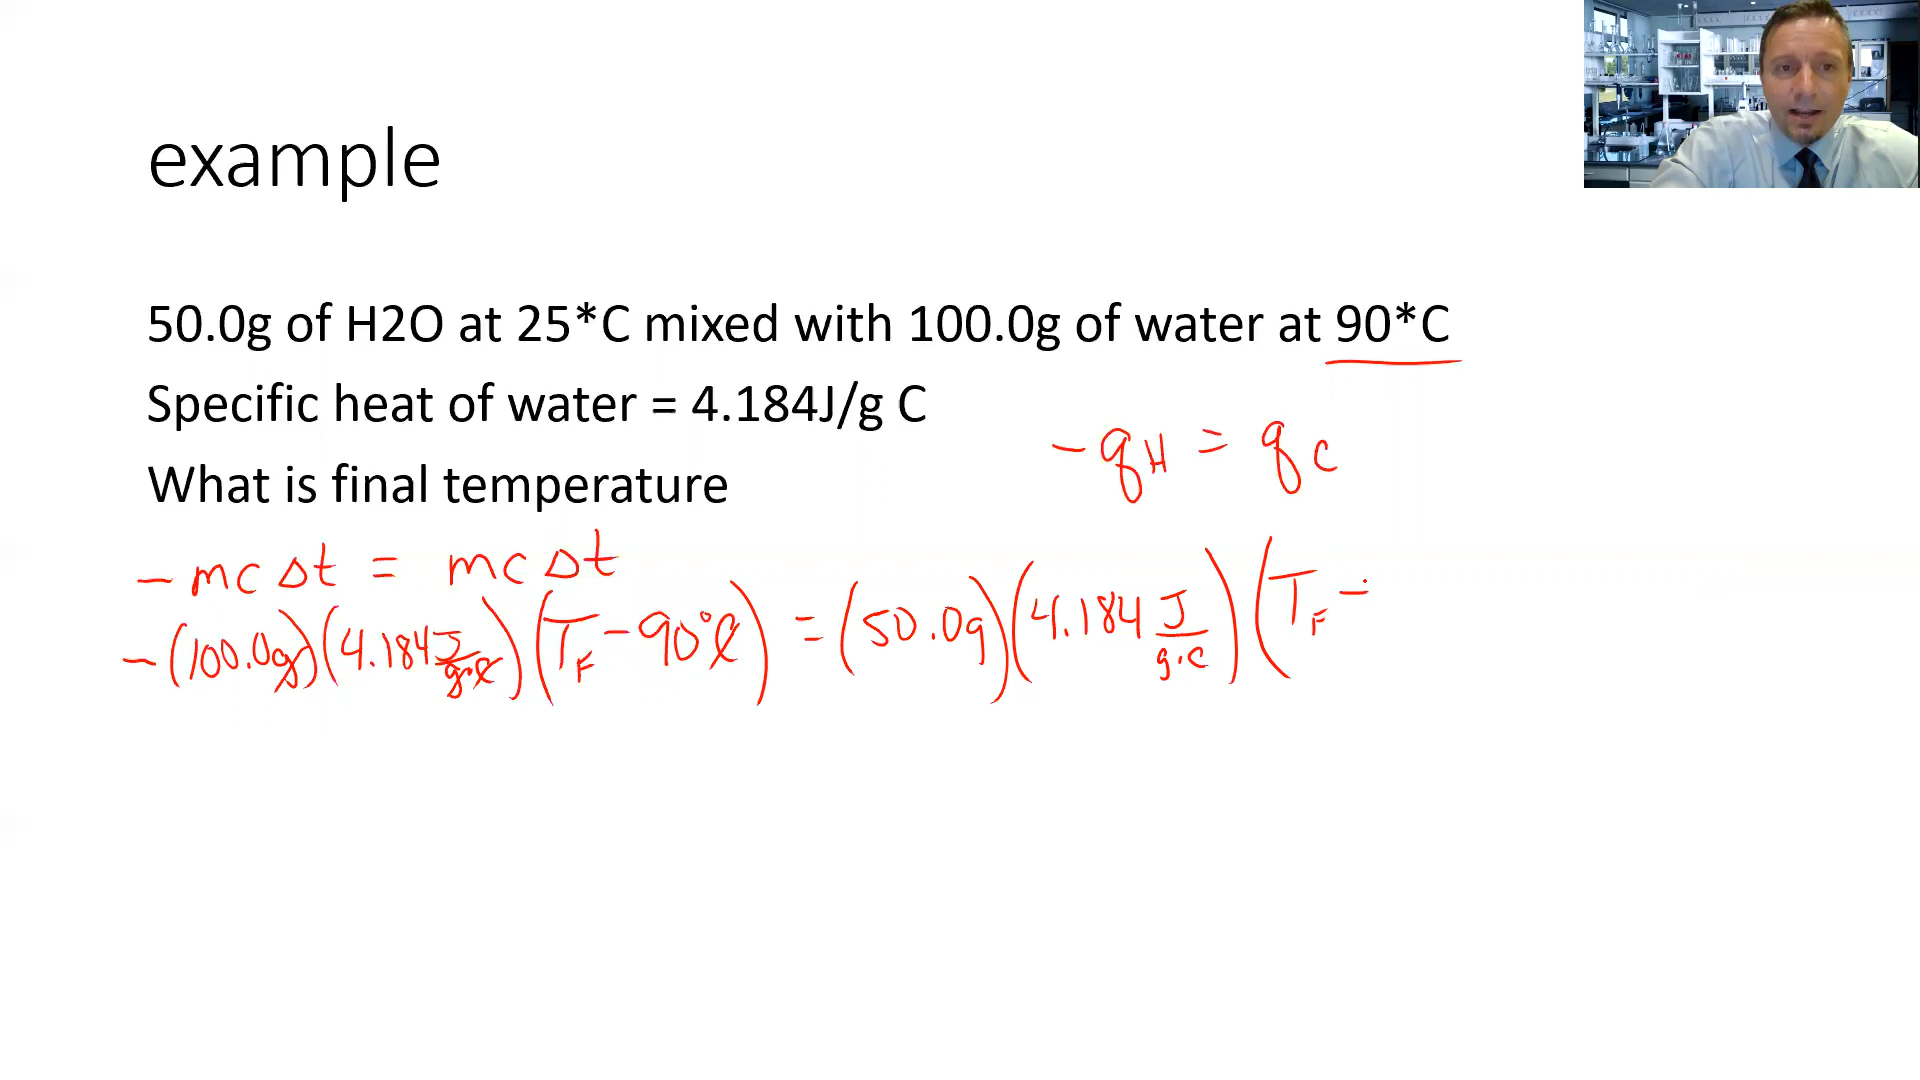 example
50.0g of H2O at 25*C mixed with 100.0g of water at 90*C
Specific heat of water = 4.184J/g C
-qH = qC
What is final temperature
-mcΔt = mcΔt
-(100.0g)(4.184 J/g·C)(TF - 90°C) = (50.0g)(4.184 J/g·C)(TF -